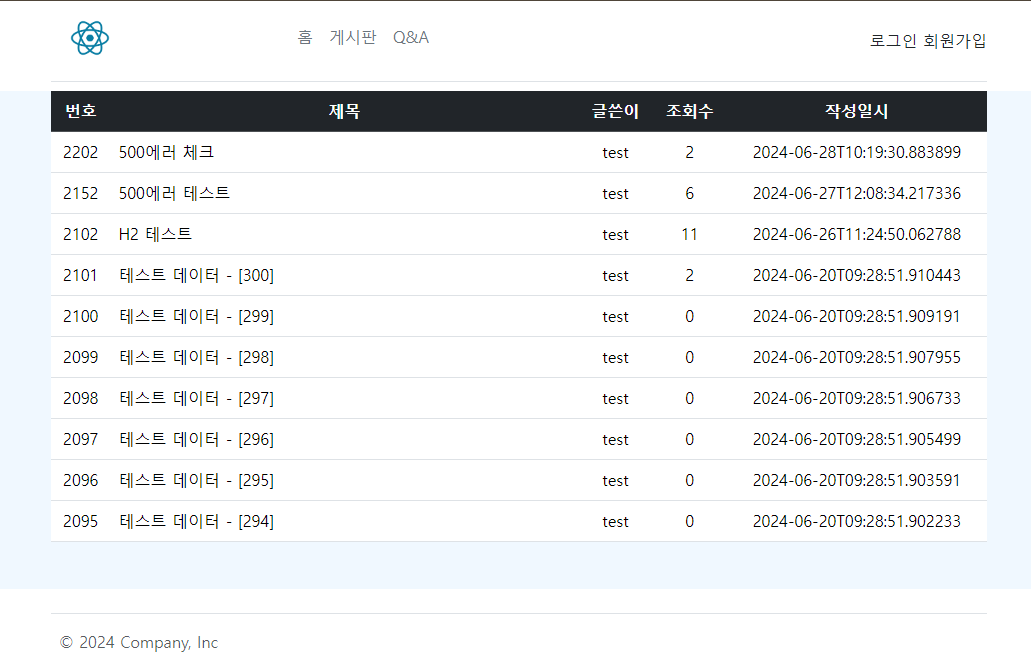 홈 게시판 Q&A 로그인 회원가입
번호 제목 글쓴이 조회수 작성일시
2202 500에러 체크 test 2 2024-06-28T10:19:30.883899
2152 500에러 테스트 test 6 2024-06-27T12:08:34.217336
2102 H2 테스트 test 11 2024-06-26T11:24:50.062788
2101 테스트 데이터 - [300] test 2 2024-06-20T09:28:51.910443
2100 테스트 데이터 - [299] test 0 2024-06-20T09:28:51.909191
2099 테스트 데이터 - [298] test 0 2024-06-20T09:28:51.907955
2098 테스트 데이터 - [297] test 0 2024-06-20T09:28:51.906733
2097 테스트 데이터 - [296] test 0 2024-06-20T09:28:51.905499
2096 테스트 데이터 - [295] test 0 2024-06-20T09:28:51.903591
2095 테스트 데이터 - [294] test 0 2024-06-20T09:28:51.902233
© 2024 Company, Inc